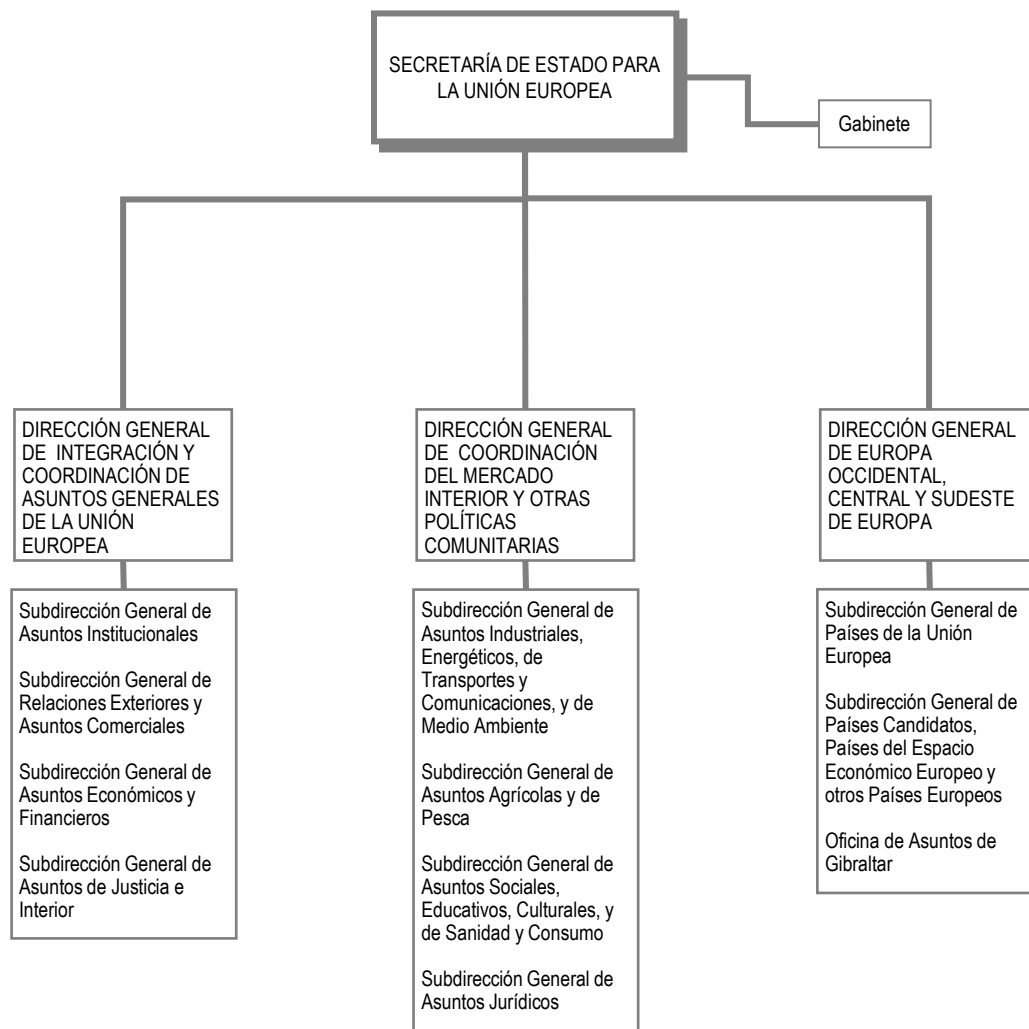 SECRETARÍA DE ESTADO PARA
LA UNIÓN EUROPEA
Gabinete
DIRECCIÓN GENERAL
DE INTEGRACIÓN Y
COORDINACIÓN DE
ASUNTOS GENERALES
DE LA UNIÓN
EUROPEA
Subdirección General de
Asuntos Institucionales
Subdirección General de
Relaciones Exteriores y
Asuntos Comerciales
Subdirección General de
Asuntos Económicos y
Financieros
Subdirección General de
Asuntos de Justicia e
Interior
DIRECCIÓN GENERAL
DE COORDINACIÓN
DEL MERCADO
INTERIOR Y OTRAS
POLÍTICAS
COMUNITARIAS
Subdirección General de
Asuntos Industriales,
Energéticos, de
Transportes y
Comunicaciones, y de
Medio Ambiente
Subdirección General de
Asuntos Agrícolas y de
Pesca
Subdirección General de
Asuntos Sociales,
Educativos, Culturales, y
de Sanidad y Consumo
Subdirección General de
Asuntos Jurídicos
DIRECCIÓN GENERAL
DE EUROPA
OCCIDENTAL,
CENTRAL Y SUDESTE
DE EUROPA
Subdirección General de
Países de la Unión
Europea
Subdirección General de
Países Candidatos,
Países del Espacio
Económico Europeo y
otros Países Europeos
Oficina de Asuntos de
Gibraltar